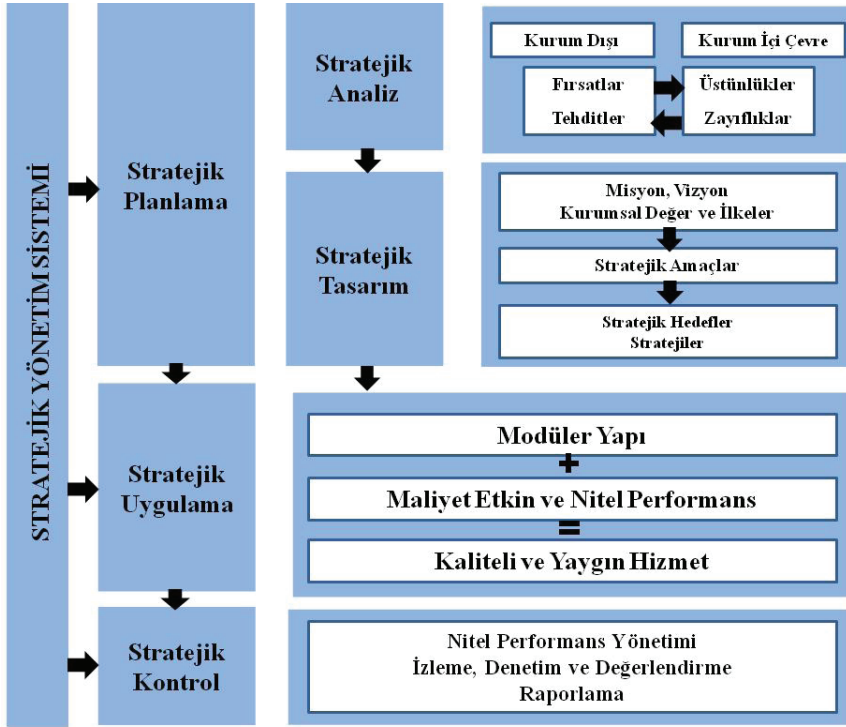 STRATEJİK YÖNETİM SİSTEMİ
Stratejik
Planlama
Stratejik
Analiz
Kurum Dışı
Kurum İçi Çevre
Fırsatlar
Tehditler
Üstünlükler
Zayıflıklar
Stratejik
Tasarım
Misyon, Vizyon
Kurumsal Değer ve İlkeler
Stratejik Amaçlar
Stratejik Hedefler
Stratejiler
Stratejik
Uygulama
Modüler Yapı
+
Maliyet Etkin ve Nitel Performans
=
Kaliteli ve Yaygın Hizmet
Stratejik
Kontrol
Nitel Performans Yönetimi
İzleme, Denetim ve Değerlendirme
Raporlama